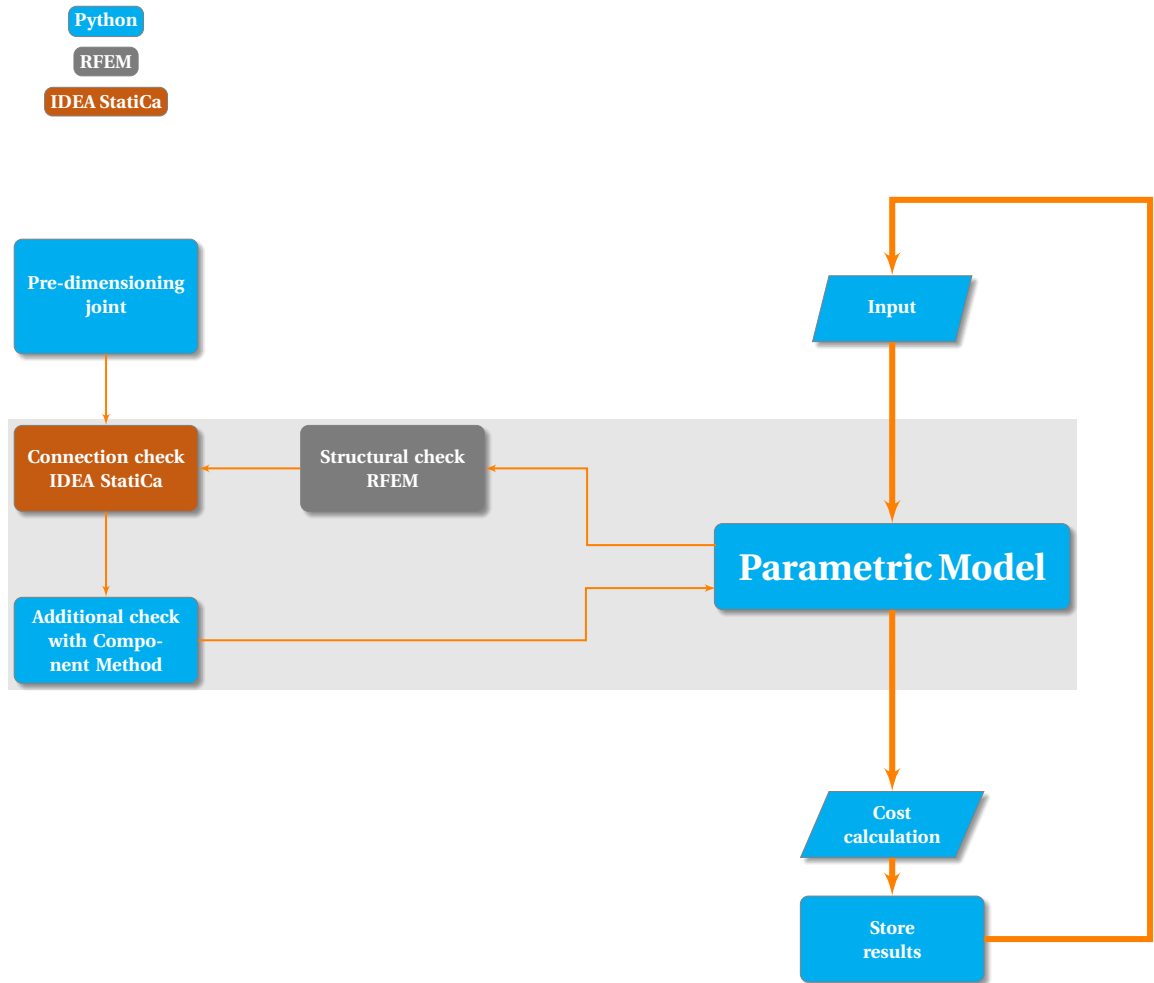 Python
RFEM
IDEA StatiCa
Pre-dimensioning
joint
Input
Connection check
IDEA StatiCa
Structural check
RFEM
Parametric Model
Additional check
with Compo-
nent Method
Cost
calculation
Store
results